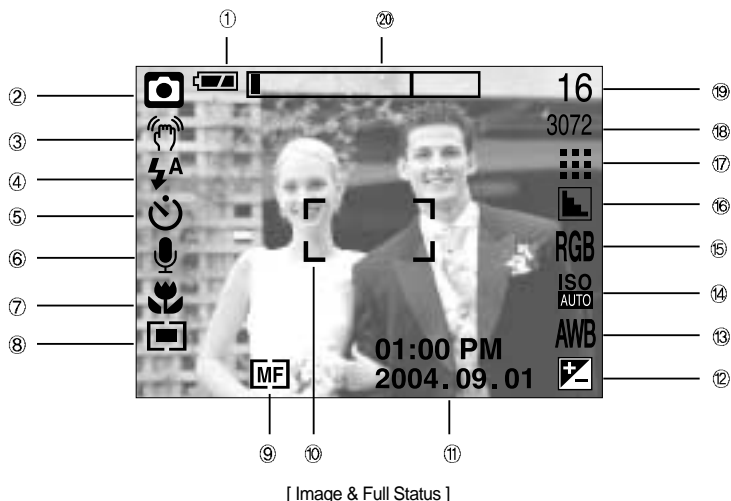 ① ⑳
② 16 ⑲
③ 3072 ⑱
④ A ⑰
⑤ ⑯
⑥ RGB ⑮
⑦ ISO AUTO ⑭
⑧ AWB ⑬
01:00 PM
MF 2004.09.01 ⑫
⑨ ⑩ ⑪
[ Image & Full Status ]